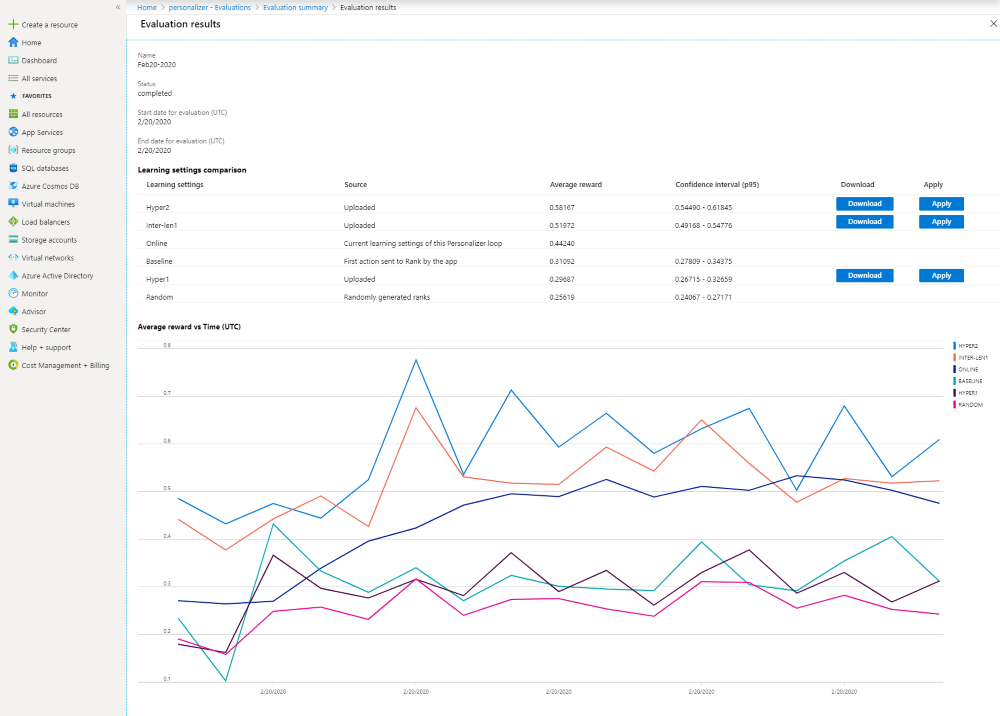 Home > personalizer - Evaluations > Evaluation summary > Evaluation results
Evaluation results
Create a resource
Home
Dashboard
All services
FAVORITES
All resources
App Services
Resource groups
SQL databases
Azure Cosmos DB
Virtual machines
Load balancers
Storage accounts
Virtual networks
Azure Active Directory
Monitor
Advisor
Security Center
Help + support
Cost Management + Billing
Name
Feb20-2020
Status
completed
Start date for evaluation (UTC)
2/20/2020
End date for evaluation (UTC)
2/20/2020
Learning settings comparison
Learning settings Source Average reward Confidence interval (p95) Download Apply
Hyper2 Uploaded 0.58167 0.54490 - 0.61845 Download Apply
Inter-len1 Uploaded 0.51972 0.49168 - 0.54776 Download Apply
Online Current learning settings of this Personalizer loop 0.44240
Baseline First action sent to Rank by the app 0.31092 0.27809 - 0.34375
Hyper1 Uploaded 0.29687 0.26715 - 0.32659 Download Apply
Random Randomly generated ranks 0.25619 0.24067 - 0.27171
Average reward vs Time (UTC)
0.8
0.7
0.6
0.5
0.4
0.3
0.2
0.1
2/20/2020 2/20/2020 2/20/2020 2/20/2020 2/20/2020
HYPER2
INTER-LEN1
ONLINE
BASELINE
HYPER1
RANDOM